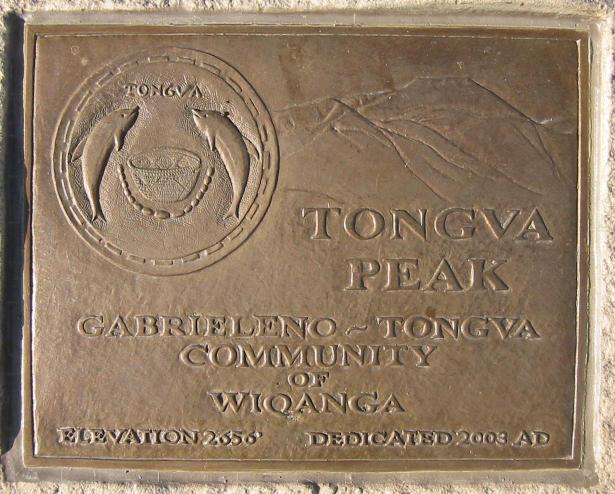 TONGVA
TONGVA
PEAK
GABRIELENO ~ TONGVA
COMMUNITY
OF
WIQANGA
ELEVATION 2656' DEDICATED 2003 AD